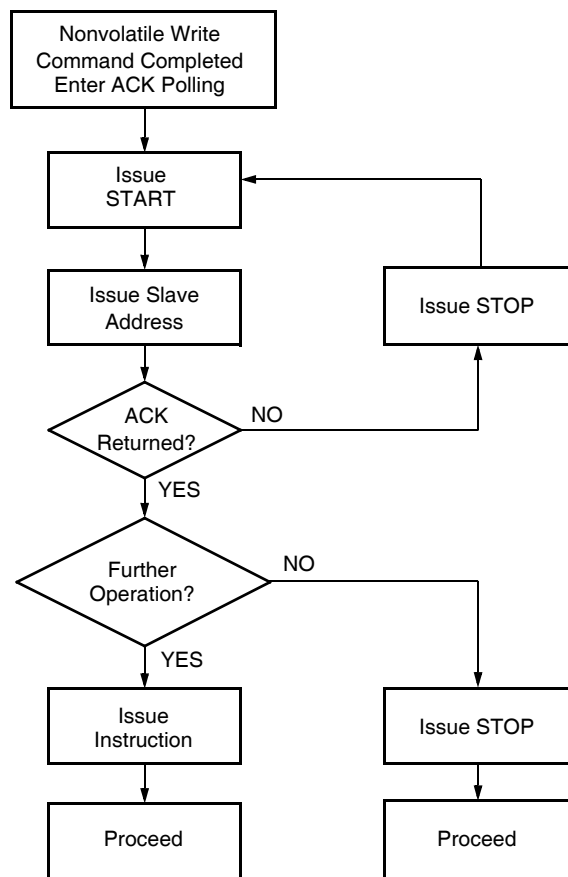 Nonvolatile Write
Command Completed
Enter ACK Polling
Issue
START
Issue Slave
Address
Issue STOP
ACK
Returned?
NO
YES
Further
Operation?
NO
YES
Issue
Instruction
Issue STOP
Proceed
Proceed